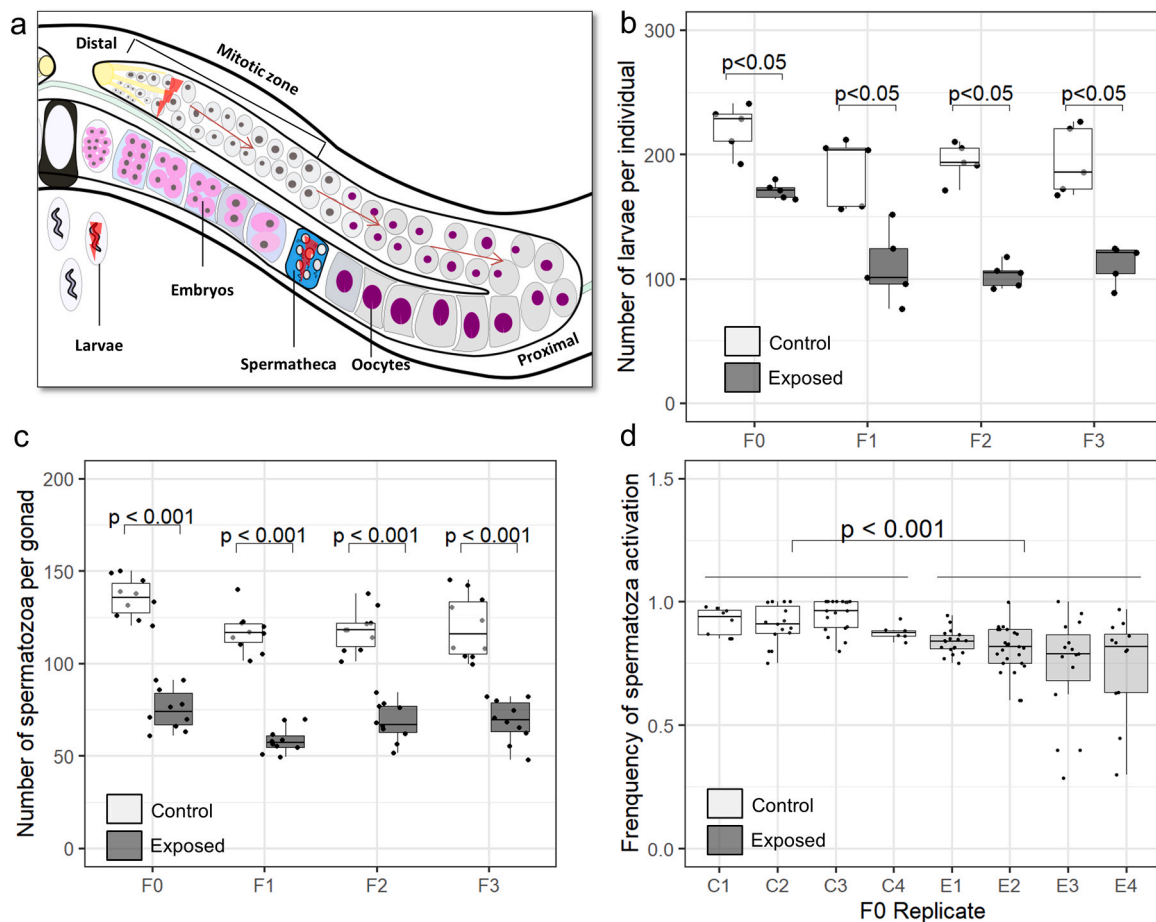 a
Distal
Mitotic zone
Embryos
Larvae
Spermatheca
Oocytes
Proximal
b
Number of larvae per individual
300
200
100
0
p<0.05
p<0.05
p<0.05
p<0.05
Control
Exposed
F0 F1 F2 F3
c
Number of spermatozoa per gonad
200
150
100
50
0
p < 0.001
p < 0.001
p < 0.001
p < 0.001
Control
Exposed
F0 F1 F2 F3
d
Frenquency of spermatoza activation
1.5
1.0
0.5
0.0
p < 0.001
Control
Exposed
C1 C2 C3 C4 E1 E2 E3 E4
F0 Replicate